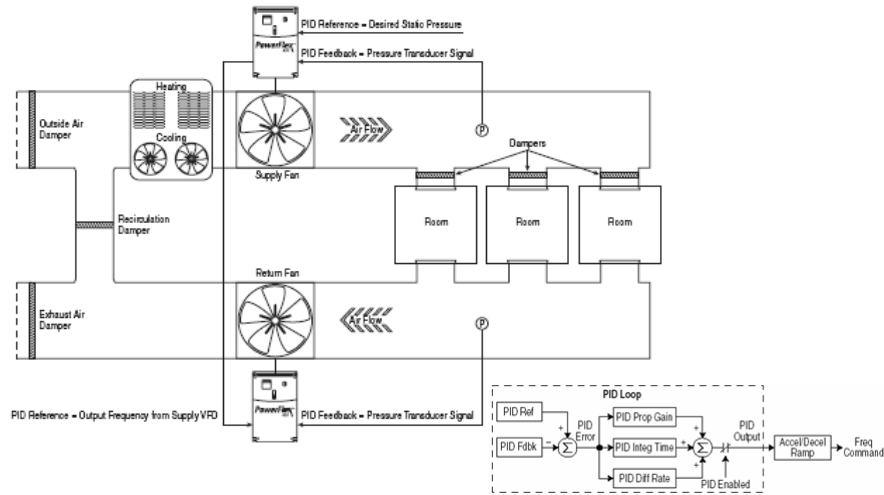 PID Reference = Desired Static Pressure
PowerFlex
PID Feedback = Pressure Transducer Signal
Heating
Outside Air
Damper
Air Flow
P
Cooling
Dampers
Supply Fan
Recirculation
Damper
Room
Room
Room
Return Fan
Exhaust Air
Damper
Air Flow
P
PID Loop
PID Reference = Output Frequency from Supply VFD
PowerFlex
PID Feedback = Pressure Transducer Signal
PID Ref
+
PID
Error
PID Prop Gain
+
PID
Output
PID Fdbk
−
Σ
PID Integ Time
+
Σ
Accel/Decel
Ramp
Freq
Command
PID Diff Rate
+
PID Enabled